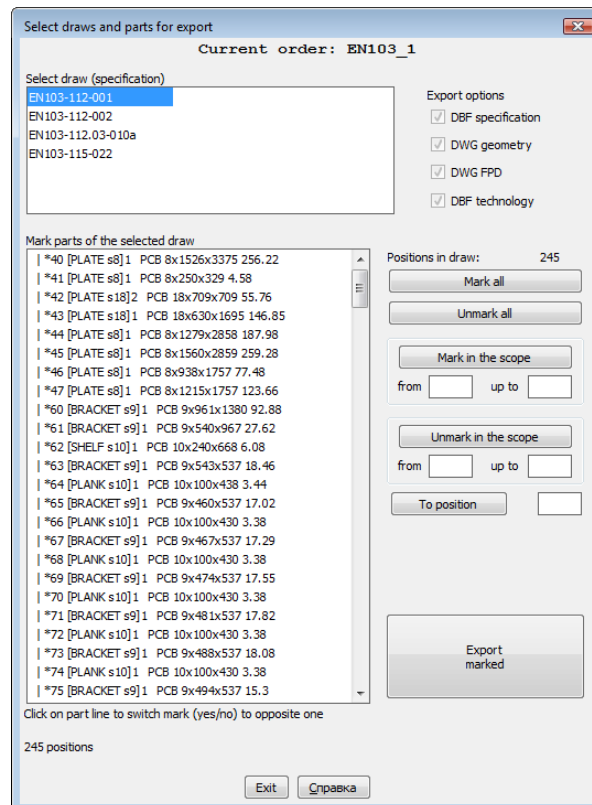 Select draws and parts for export
Current order: EN103_1
Select draw (specification)
EN103-112-001
EN103-112-002
EN103-112.03-010a
EN103-115-022
Export options
DBF specification
DWG geometry
DWG FPD
DBF technology
Mark parts of the selected draw
| *40 [PLATE s8]1 PCB 8x1526x3375 256.22
| *41 [PLATE s8]1 PCB 8x250x329 4.58
| *42 [PLATE s18]2 PCB 18x709x709 55.76
| *43 [PLATE s18]1 PCB 18x630x1695 146.85
| *44 [PLATE s8]1 PCB 8x1279x2858 187.98
| *45 [PLATE s8]1 PCB 8x1560x2859 259.28
| *46 [PLATE s8]1 PCB 8x938x1757 77.48
| *47 [PLATE s8]1 PCB 8x1215x1757 123.66
| *60 [BRACKET s9]1 PCB 9x961x1380 92.88
| *61 [BRACKET s9]1 PCB 9x540x967 27.62
| *62 [SHELF s10]1 PCB 10x240x668 6.08
| *63 [BRACKET s9]1 PCB 9x543x537 18.46
| *64 [PLANK s10]1 PCB 10x100x438 3.44
| *65 [BRACKET s9]1 PCB 9x460x537 17.02
| *66 [PLANK s10]1 PCB 10x100x430 3.38
| *67 [BRACKET s9]1 PCB 9x467x537 17.29
| *68 [PLANK s10]1 PCB 10x100x430 3.38
| *69 [BRACKET s9]1 PCB 9x474x537 17.55
| *70 [PLANK s10]1 PCB 10x100x430 3.38
| *71 [BRACKET s9]1 PCB 9x481x537 17.82
| *72 [PLANK s10]1 PCB 10x100x430 3.38
| *73 [BRACKET s9]1 PCB 9x488x537 18.08
| *74 [PLANK s10]1 PCB 10x100x430 3.38
| *75 [BRACKET s9]1 PCB 9x494x537 15.3
Positions in draw: 245
Mark all
Unmark all
Mark in the scope
from up to
Unmark in the scope
from up to
To position
Export
marked
Click on part line to switch mark (yes/no) to opposite one
245 positions
Exit
Справка